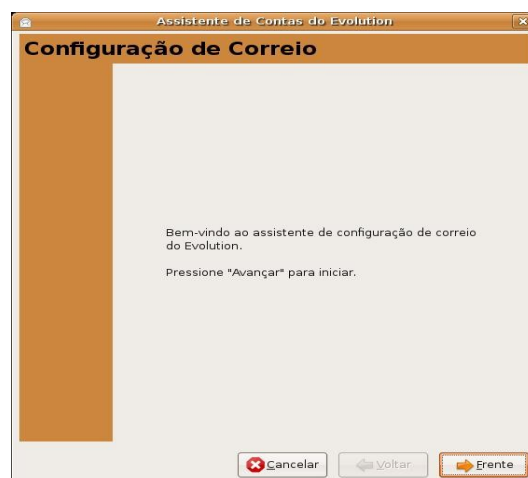 Assistente de Contas do Evolution
Configuração de Correio
Bem-vindo ao assistente de configuração de correio
do Evolution.
Pressione "Avançar" para iniciar.
Cancelar
Voltar
Frente